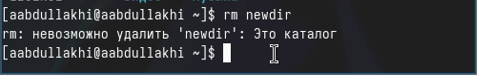 [aabdullakhi@aabdullakhi ~]$ rm newdir
rm: невозможно удалить 'newdir': Это каталог
[aabdullakhi@aabdullakhi ~]$